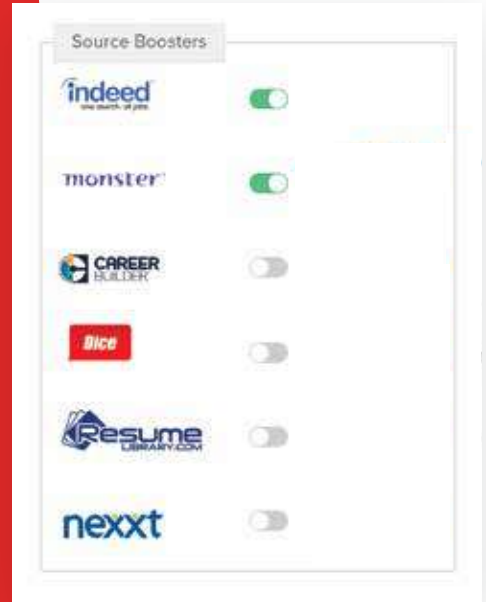 Source Boosters
indeed
one search. all jobs.
monster
CAREER
BUILDER
Dice
Resume
LIBRARY.COM
nexxt